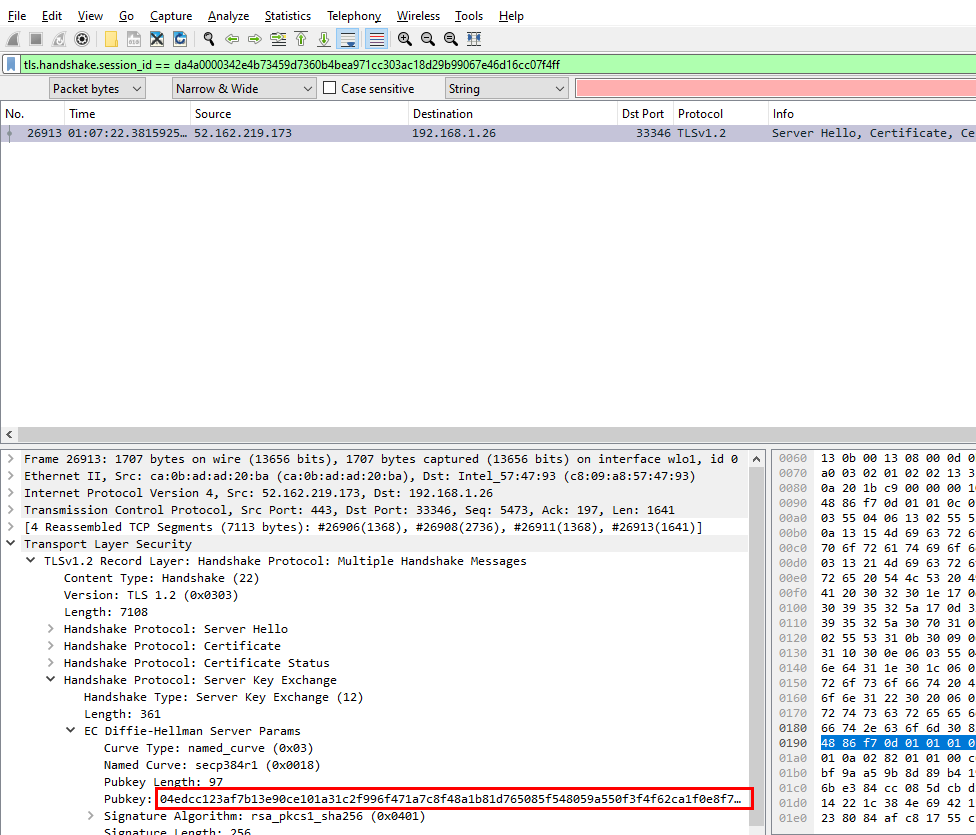 File Edit View Go Capture Analyze Statistics Telephony Wireless Tools Help
tls.handshake.session_id == da4a0000342e4b73459d7360b4bea971cc303ac18d29b99067e46d16cc07f4ff
Packet bytes Narrow & Wide Case sensitive String
No. Time Source Destination Dst Port Protocol Info
26913 01:07:22.3815925… 52.162.219.173 192.168.1.26 33346 TLSv1.2 Server Hello, Certificate, Ce
Frame 26913: 1707 bytes on wire (13656 bits), 1707 bytes captured (13656 bits) on interface wlo1, id 0
Ethernet II, Src: ca:0b:ad:ad:20:ba (ca:0b:ad:ad:20:ba), Dst: Intel_57:47:93 (c8:09:a8:57:47:93)
Internet Protocol Version 4, Src: 52.162.219.173, Dst: 192.168.1.26
Transmission Control Protocol, Src Port: 443, Dst Port: 33346, Seq: 5473, Ack: 197, Len: 1641
[4 Reassembled TCP Segments (7113 bytes): #26906(1368), #26908(2736), #26911(1368), #26913(1641)]
Transport Layer Security
TLSv1.2 Record Layer: Handshake Protocol: Multiple Handshake Messages
Content Type: Handshake (22)
Version: TLS 1.2 (0x0303)
Length: 7108
Handshake Protocol: Server Hello
Handshake Protocol: Certificate
Handshake Protocol: Certificate Status
Handshake Protocol: Server Key Exchange
Handshake Type: Server Key Exchange (12)
Length: 361
EC Diffie-Hellman Server Params
Curve Type: named_curve (0x03)
Named Curve: secp384r1 (0x0018)
Pubkey Length: 97
Pubkey: 04edcc123af7b13e90ce101a31c2f996f471a7c8f48a1b81d765085f548059a550f3f4f62ca1f0e8f7…
Signature Algorithm: rsa_pkcs1_sha256 (0x0401)
Signature Length: 256
0060 13 0b 00 13 08 00 0d 0
0070 a0 03 02 01 02 02 13 3
0080 0a 20 1b c9 00 00 00 1
0090 48 86 f7 0d 01 01 0c 0
00a0 03 55 04 06 13 02 55 5
00b0 0a 13 15 4d 69 63 72 6
00c0 70 6f 72 61 74 69 6f 6
00d0 03 13 21 4d 69 63 72 6
00e0 72 65 20 54 4c 53 20 4
00f0 41 20 30 32 30 1e 17 0
0100 30 39 35 32 5a 17 0d 3
0110 39 35 32 5a 30 70 31 0
0120 02 55 53 31 0b 30 09 0
0130 31 10 30 0e 06 03 55 0
0140 6e 64 31 1e 30 1c 06 0
0150 72 6f 73 6f 66 74 20 4
0160 6f 6e 31 22 30 20 06 0
0170 72 74 73 63 72 65 65 6
0180 66 74 2e 63 6f 6d 30 8
0190 48 86 f7 0d 01 01 01 0
01a0 01 0a 02 82 01 01 00 c
01b0 bf 9a a5 9b 8d 89 b4 1
01c0 6b e3 84 cc 08 5d cb d
01d0 14 22 1c 38 4e 69 42 1
01e0 23 80 84 af c8 17 55 c